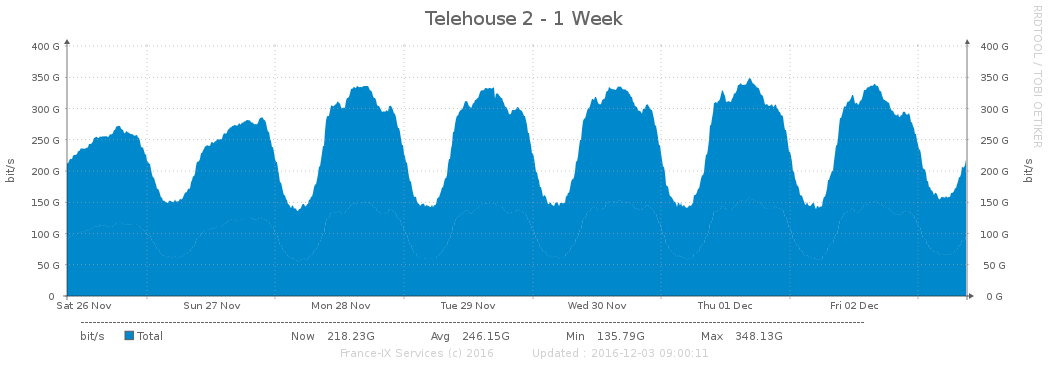 Telehouse 2 - 1 Week
RRDTOOL / TOBI OETIKER
400 G 400 G
350 G 350 G
300 G 300 G
250 G 250 G
200 G 200 G
150 G 150 G
100 G 100 G
50 G 50 G
0 0 G
bit/s bit/s
Sat 26 Nov Sun 27 Nov Mon 28 Nov Tue 29 Nov Wed 30 Nov Thu 01 Dec Fri 02 Dec
bit/s Total Now 218.23G Avg 246.15G Min 135.79G Max 348.13G
France-IX Services (c) 2016 Updated : 2016-12-03 09:00:11